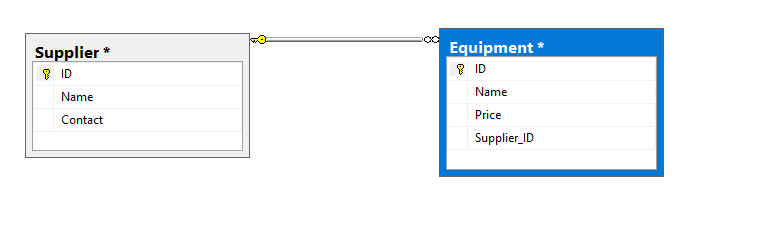 Supplier *
ID
Name
Contact
Equipment *
ID
Name
Price
Supplier_ID